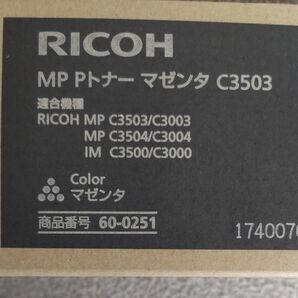 RICOH
MP Pトナー マゼンタ C3503
適合機種
RICOH MP C3503/C3003
MP C3504/C3004
IM C3500/C3000
Color
マゼンタ
商品番号 60-0251